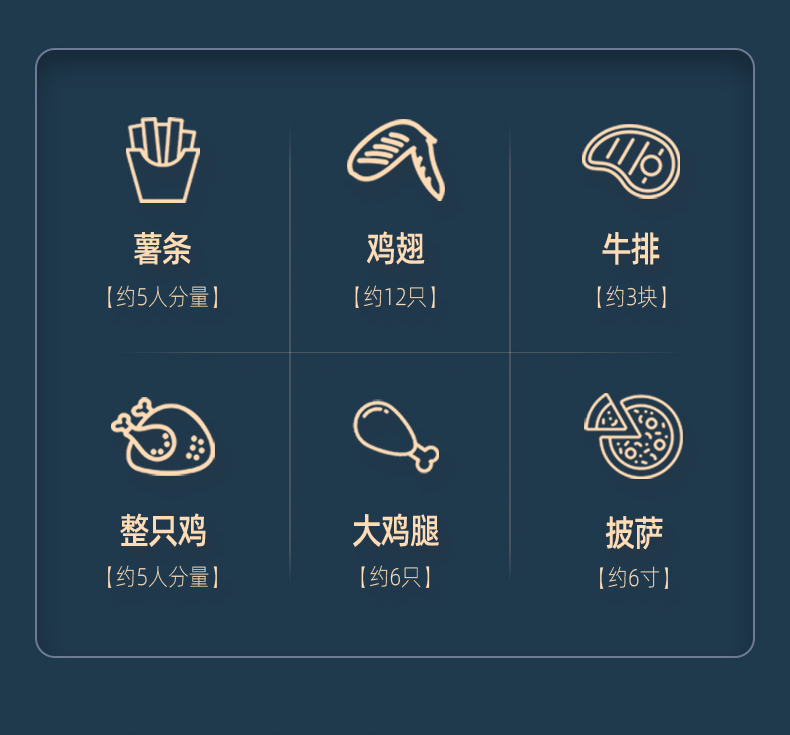 薯条
【约5人分量】
鸡翅
【约12只】
牛排
【约3块】
整只鸡
【约5人分量】
大鸡腿
【约6只】
披萨
【约6寸】